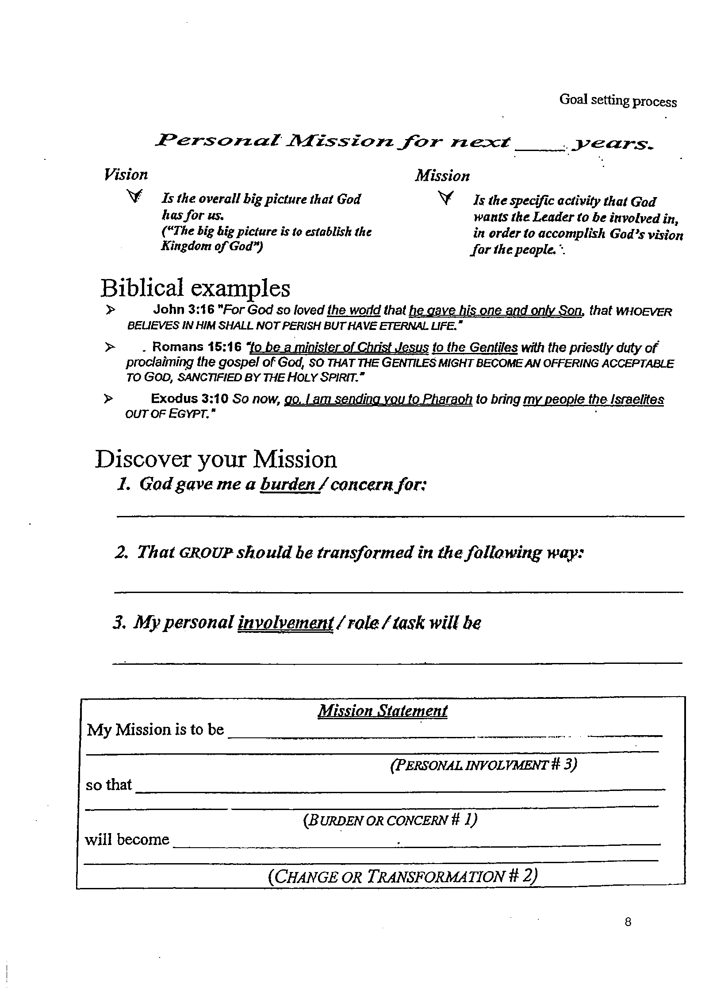 Goal setting process
Personal Mission for next ____ years.
Vision
Is the overall big picture that God
has for us.
("The big big picture is to establish the
Kingdom of God")
Mission
Is the specific activity that God
wants the Leader to be involved in,
in order to accomplish God's vision
for the people.
Biblical examples
John 3:16 "For God so loved the world that he gave his one and only Son, that WHOEVER
BELIEVES IN HIM SHALL NOT PERISH BUT HAVE ETERNAL LIFE."
. Romans 15:16 "to be a minister of Christ Jesus to the Gentiles with the priestly duty of
proclaiming the gospel of God, SO THAT THE GENTILES MIGHT BECOME AN OFFERING ACCEPTABLE
TO GOD, SANCTIFIED BY THE HOLY SPIRIT."
Exodus 3:10 So now, go. I am sending you to Pharaoh to bring my people the Israelites
OUT OF EGYPT."
Discover your Mission
1. God gave me a burden / concern for:
2. That GROUP should be transformed in the following way:
3. My personal involvement / role / task will be
Mission Statement
My Mission is to be
(PERSONAL INVOLVMENT # 3)
so that
(BURDEN OR CONCERN # 1)
will become
(CHANGE OR TRANSFORMATION # 2)
8